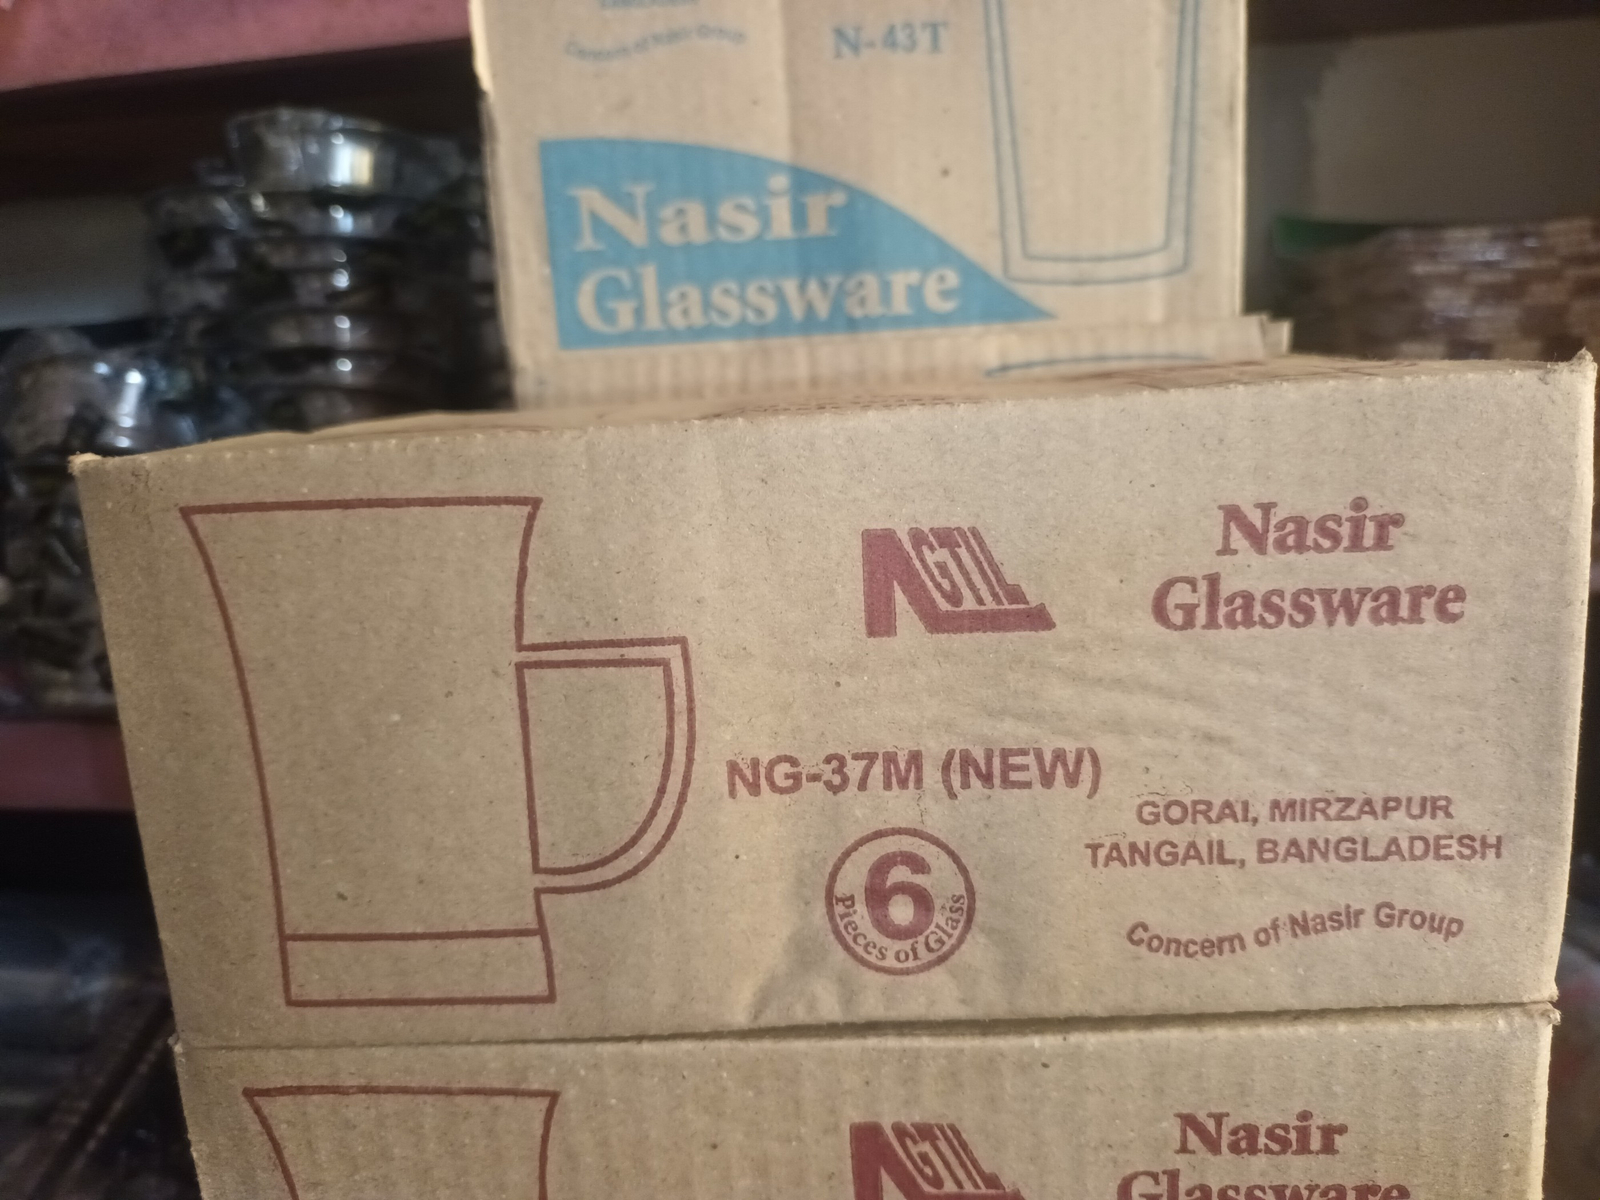 Concern of Nasir Group
N-43T
Nasir
Glassware
NGTIL
Nasir
Glassware
NG-37M (NEW)
6
Pieces of Glass
GORAI, MIRZAPUR
TANGAIL, BANGLADESH
Concern of Nasir Group
NGTIL
Nasir
Glassware